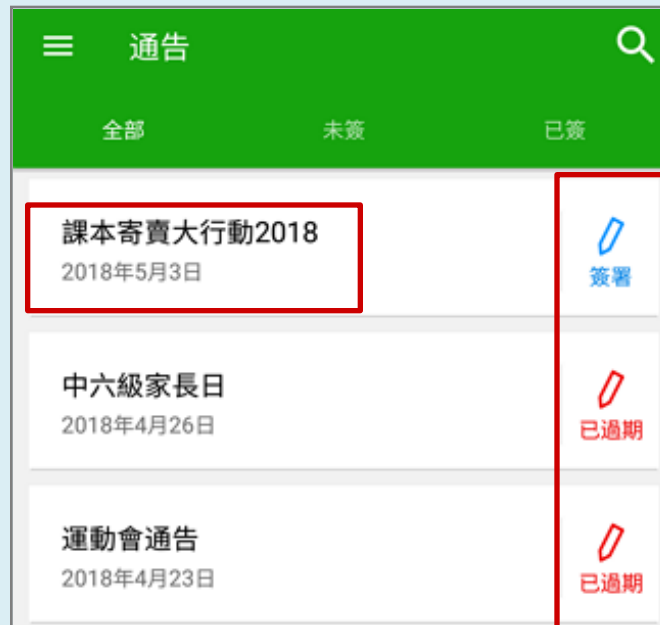 通告
全部 未簽 已簽
課本寄賣大行動2018
2018年5月3日
簽署
中六級家長日
2018年4月26日
已過期
運動會通告
2018年4月23日
已過期